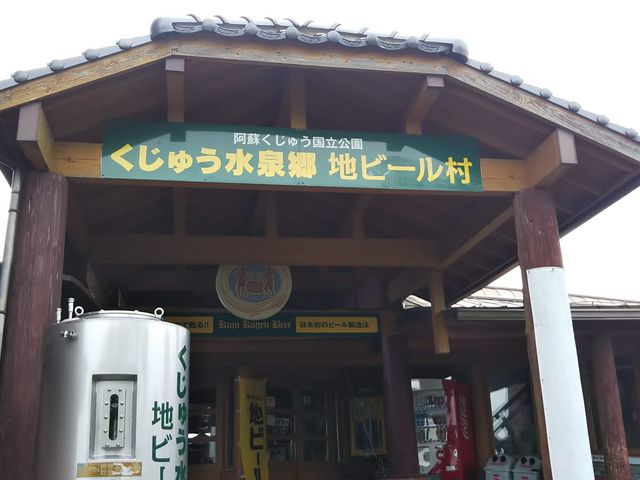 阿蘇くじゅう国立公園
くじゅう水泉郷 地ビール村
る!!
Kuju Kogen Beer
日本初のビール製造法
くじゅう水
地ビー
地ビール